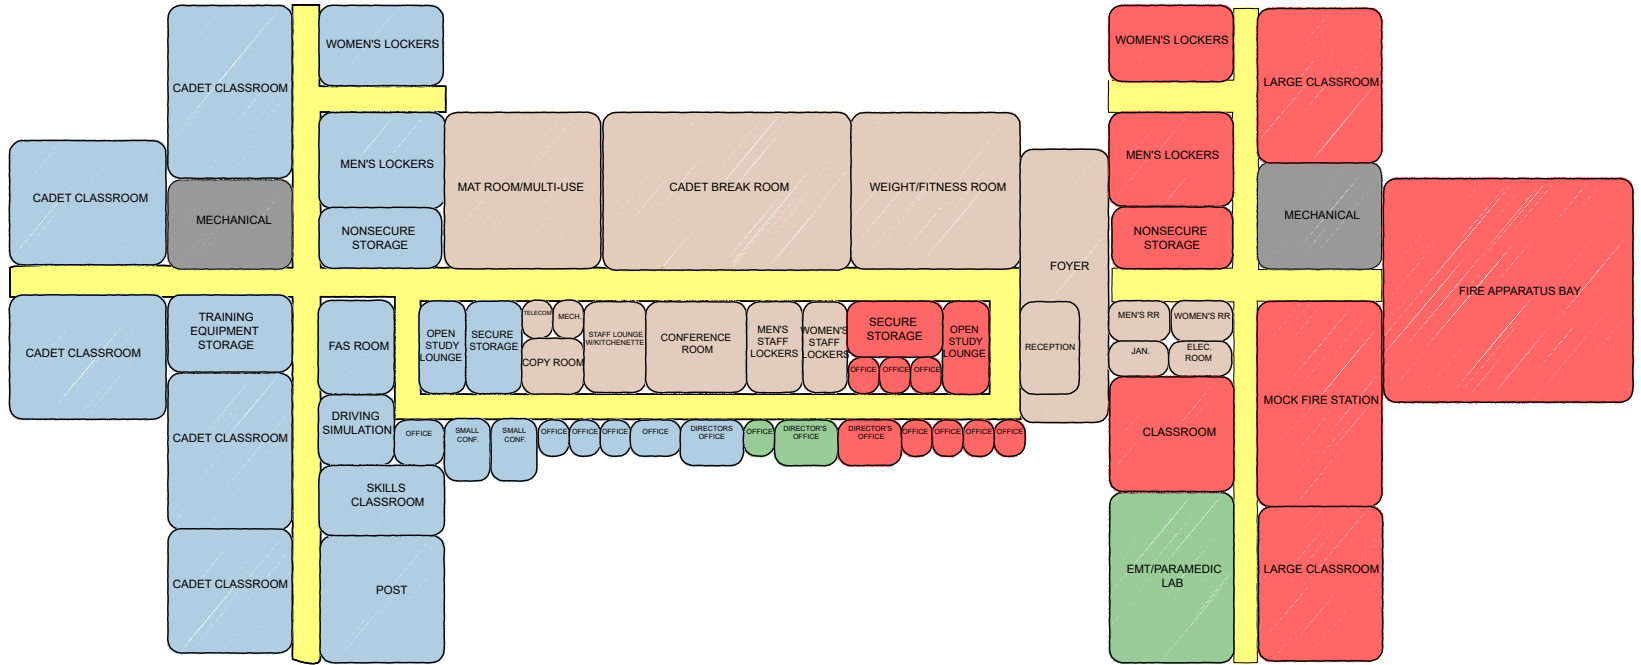 WOMEN'S LOCKERS
CADET CLASSROOM
MEN'S LOCKERS
CADET CLASSROOM
MECHANICAL
NONSECURE
STORAGE
MAT ROOM/MULTI-USE
CADET BREAK ROOM
WEIGHT/FITNESS ROOM
FOYER
WOMEN'S LOCKERS
LARGE CLASSROOM
MEN'S LOCKERS
NONSECURE
STORAGE
MECHANICAL
FIRE APPARATUS BAY
CADET CLASSROOM
TRAINING
EQUIPMENT
STORAGE
FAS ROOM
OPEN
STUDY
LOUNGE
SECURE
STORAGE
TELECOM
MECH.
COPY ROOM
STAFF LOUNGE
W/KITCHENETTE
CONFERENCE
ROOM
MEN'S
STAFF
LOCKERS
WOMEN'S
STAFF
LOCKERS
SECURE
STORAGE
OFFICE
OFFICE
OFFICE
OPEN
STUDY
LOUNGE
RECEPTION
MEN'S RR
WOMEN'S RR
JAN.
ELEC.
ROOM
MOCK FIRE STATION
CADET CLASSROOM
DRIVING
SIMULATION
OFFICE
SMALL
CONF.
SMALL
CONF.
OFFICE
OFFICE
OFFICE
OFFICE
DIRECTORS
OFFICE
OFFICE
DIRECTOR'S
OFFICE
DIRECTOR'S
OFFICE
OFFICE
OFFICE
OFFICE
OFFICE
CLASSROOM
SKILLS
CLASSROOM
CADET CLASSROOM
POST
EMT/PARAMEDIC
LAB
LARGE CLASSROOM